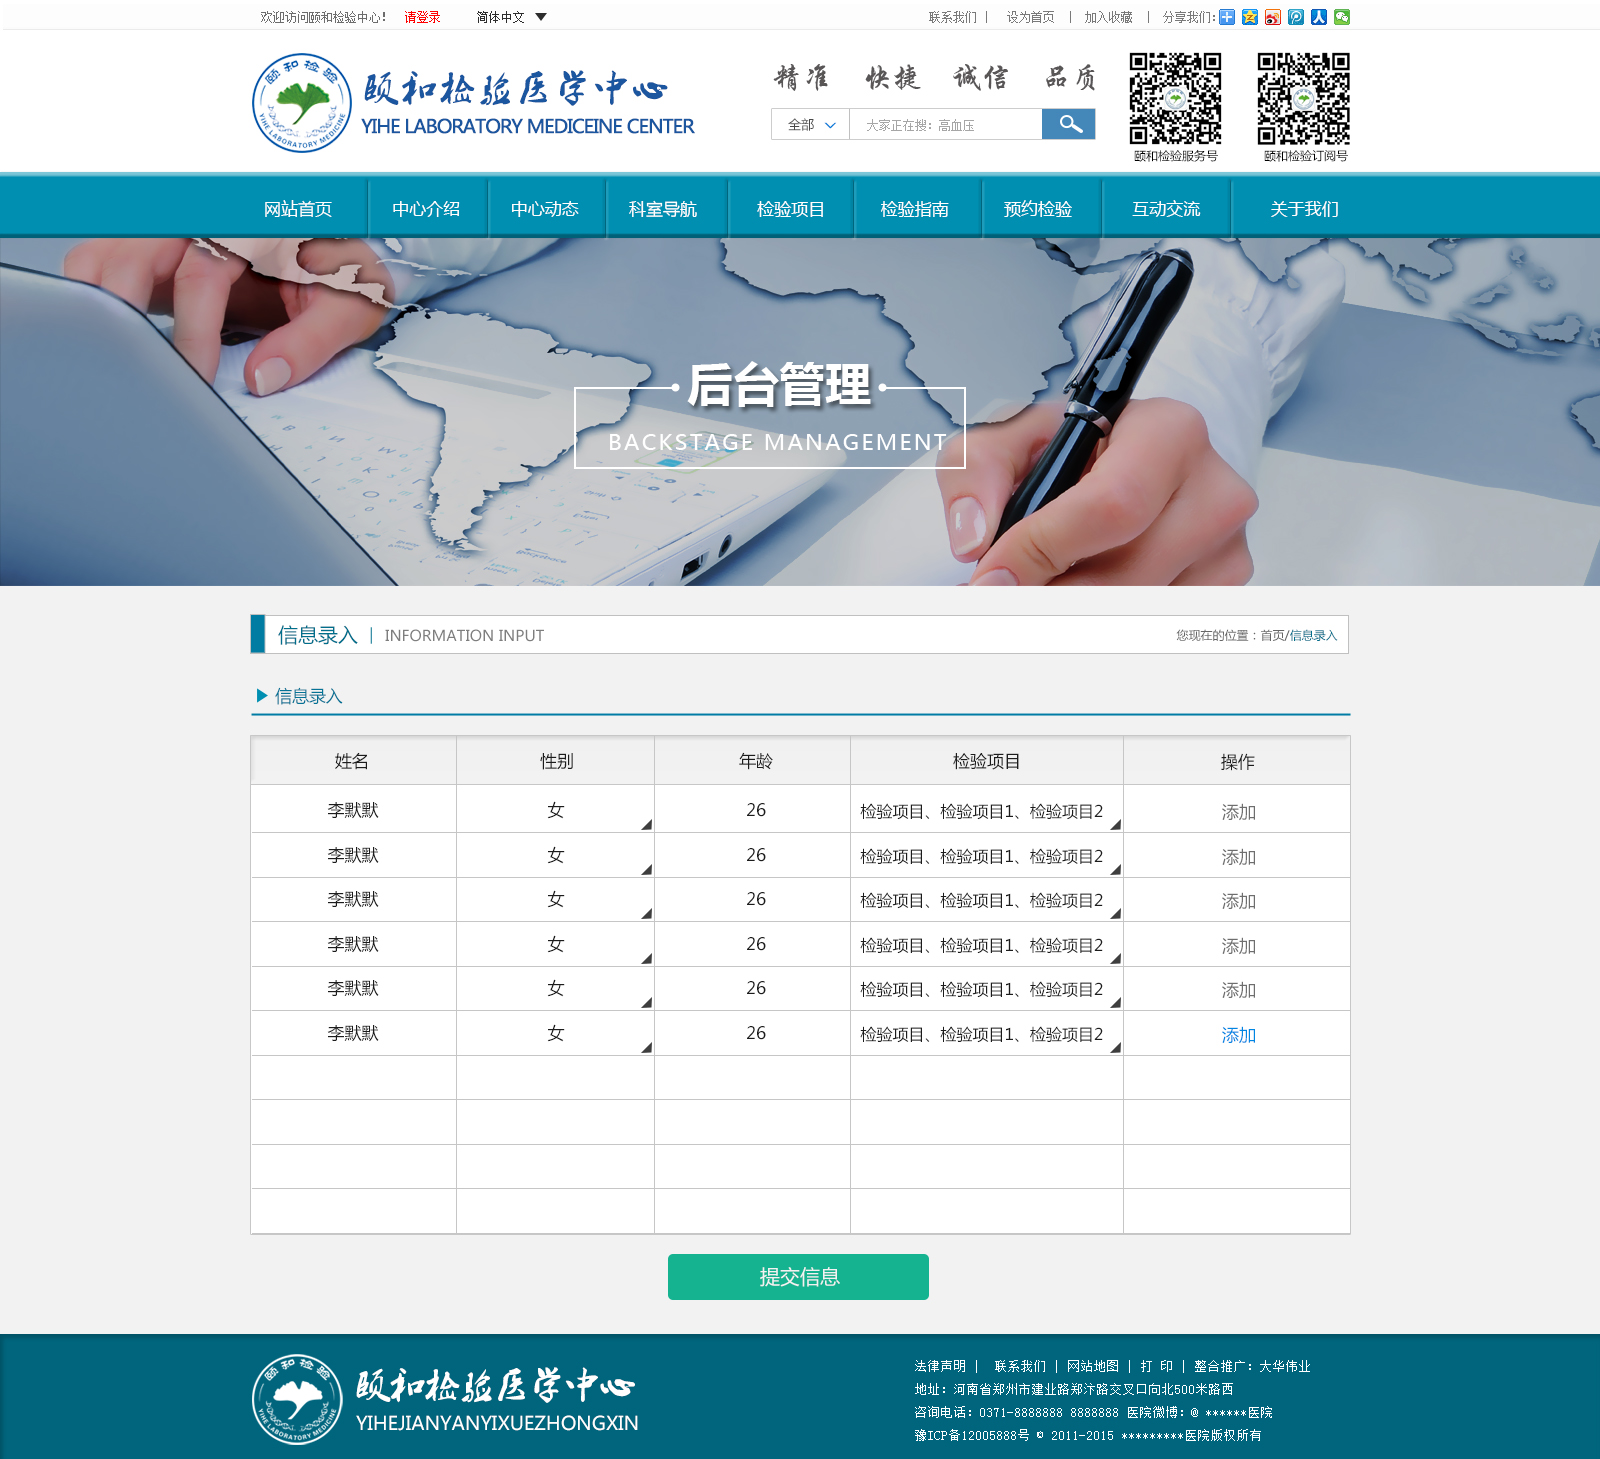 欢迎访问颐和检验中心！ 请登录 简体中文 联系我们 | 设为首页 | 加入收藏 | 分享我们：
颐和检验医学中心
YIHE LABORATORY MEDICEINE CENTER
颐和检验
YIHE LABORATORY MEDICINE
精准 快捷 诚信 品质
全部 大家正在搜：高血压
颐和检验服务号 颐和检验订阅号
网站首页 中心介绍 中心动态 科室导航 检验项目 检验指南 预约检验 互动交流 关于我们
后台管理
BACKSTAGE MANAGEMENT
信息录入 | INFORMATION INPUT 您现在的位置：首页/信息录入
信息录入
姓名 性别 年龄 检验项目 操作
李默默 女 26 检验项目、检验项目1、检验项目2 添加
李默默 女 26 检验项目、检验项目1、检验项目2 添加
李默默 女 26 检验项目、检验项目1、检验项目2 添加
李默默 女 26 检验项目、检验项目1、检验项目2 添加
李默默 女 26 检验项目、检验项目1、检验项目2 添加
李默默 女 26 检验项目、检验项目1、检验项目2 添加
提交信息
颐和检验
YIHE LABORATORY MEDICINE
颐和检验医学中心
YIHEJIANYANYIXUEZHONGXIN
法律声明 | 联系我们 | 网站地图 | 打 印 | 整合推广：大华伟业
地址：河南省郑州市建业路郑汴路交叉口向北500米路西
咨询电话：0371-8888888 8888888 医院微博：@ ******医院
豫ICP备12005888号 © 2011-2015 *********医院版权所有